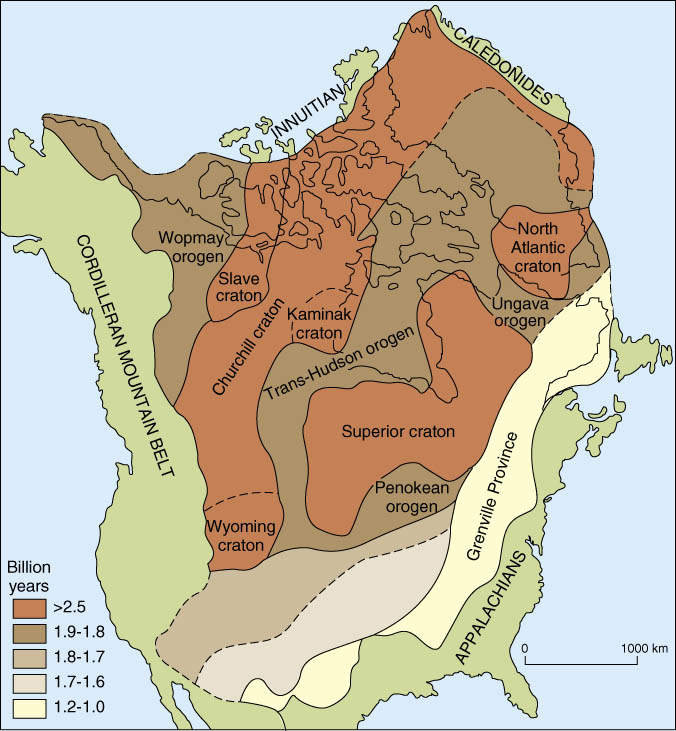 CALEDONIDES
INNUITIAN
Wopmay
orogen
North
Atlantic
craton
Slave
craton
Ungava
orogen
Kaminak
craton
Churchill craton
Trans-Hudson orogen
CORDILLERAN MOUNTAIN BELT
Superior craton
Penokean
orogen
Grenville Province
Wyoming
craton
APPALACHIANS
Billion
years
>2.5
1.9-1.8
1.8-1.7
1.7-1.6
1.2-1.0
0 1000 km